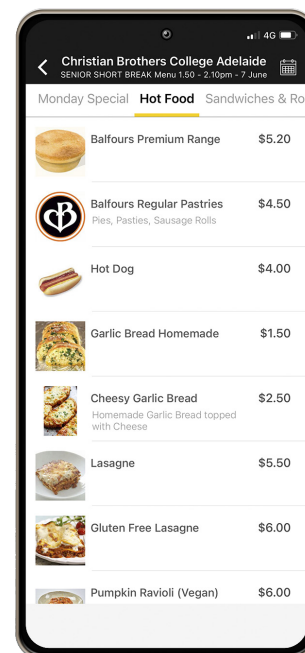 4G
Christian Brothers College Adelaide
SENIOR SHORT BREAK Menu 1.50 - 2.10pm - 7 June
Monday Special Hot Food Sandwiches & Ro
Balfours Premium Range $5.20
Balfours Regular Pastries $4.50
Pies, Pasties, Sausage Rolls
Hot Dog $4.00
Garlic Bread Homemade $1.50
Cheesy Garlic Bread $2.50
Homemade Garlic Bread topped
with Cheese
Lasagne $5.50
Gluten Free Lasagne $6.00
Pumpkin Ravioli (Vegan) $6.00